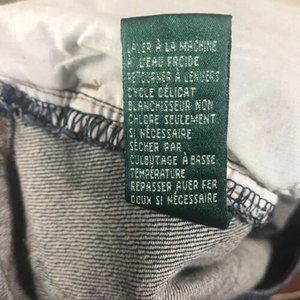 LAVER À LA MACHINE
À L'EAU FROIDE
RETOURNER À L'ENVERS
CYCLE DÉLICAT
BLANCHISSEUR NON
CHLORÉ SEULEMENT
SI NÉCESSAIRE
SÉCHER PAR
CULBUTAGE À BASSE
TEMPÉRATURE
REPASSER AVER FER
DOUX SI NÉCESSAIRE